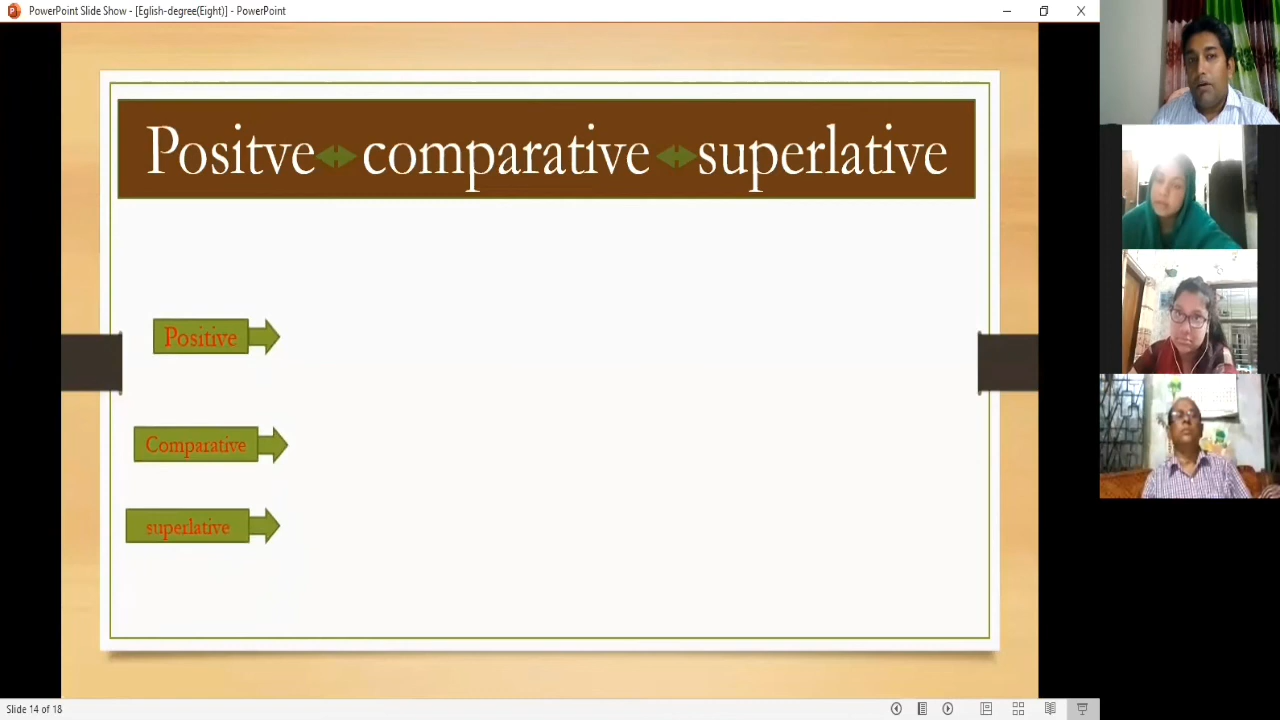 PowerPoint Slide Show - [Eglish-degree(Eight)] - PowerPoint
Positve comparative superlative
Positive
Comparative
superlative
Slide 14 of 18